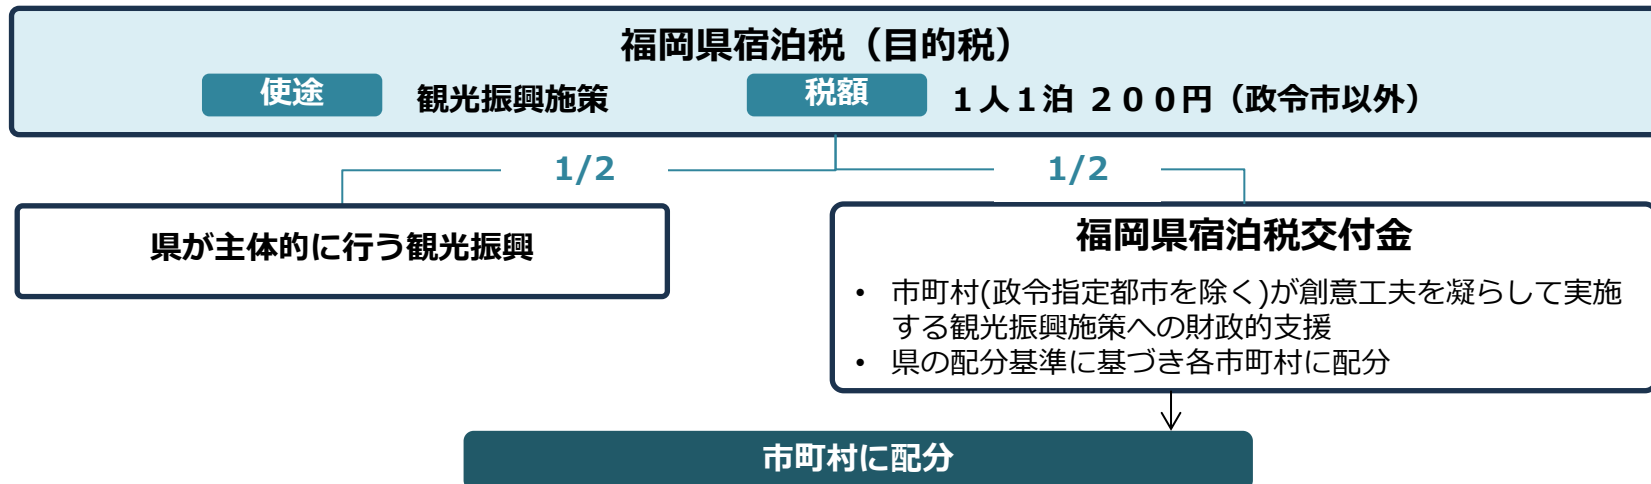 福岡県宿泊税（目的税）
使途 観光振興施策 税額 １人１泊 ２００円（政令市以外）
1/2 1/2
県が主体的に行う観光振興
福岡県宿泊税交付金
• 市町村(政令指定都市を除く)が創意工夫を凝らして実施
する観光振興施策への財政的支援
• 県の配分基準に基づき各市町村に配分
市町村に配分